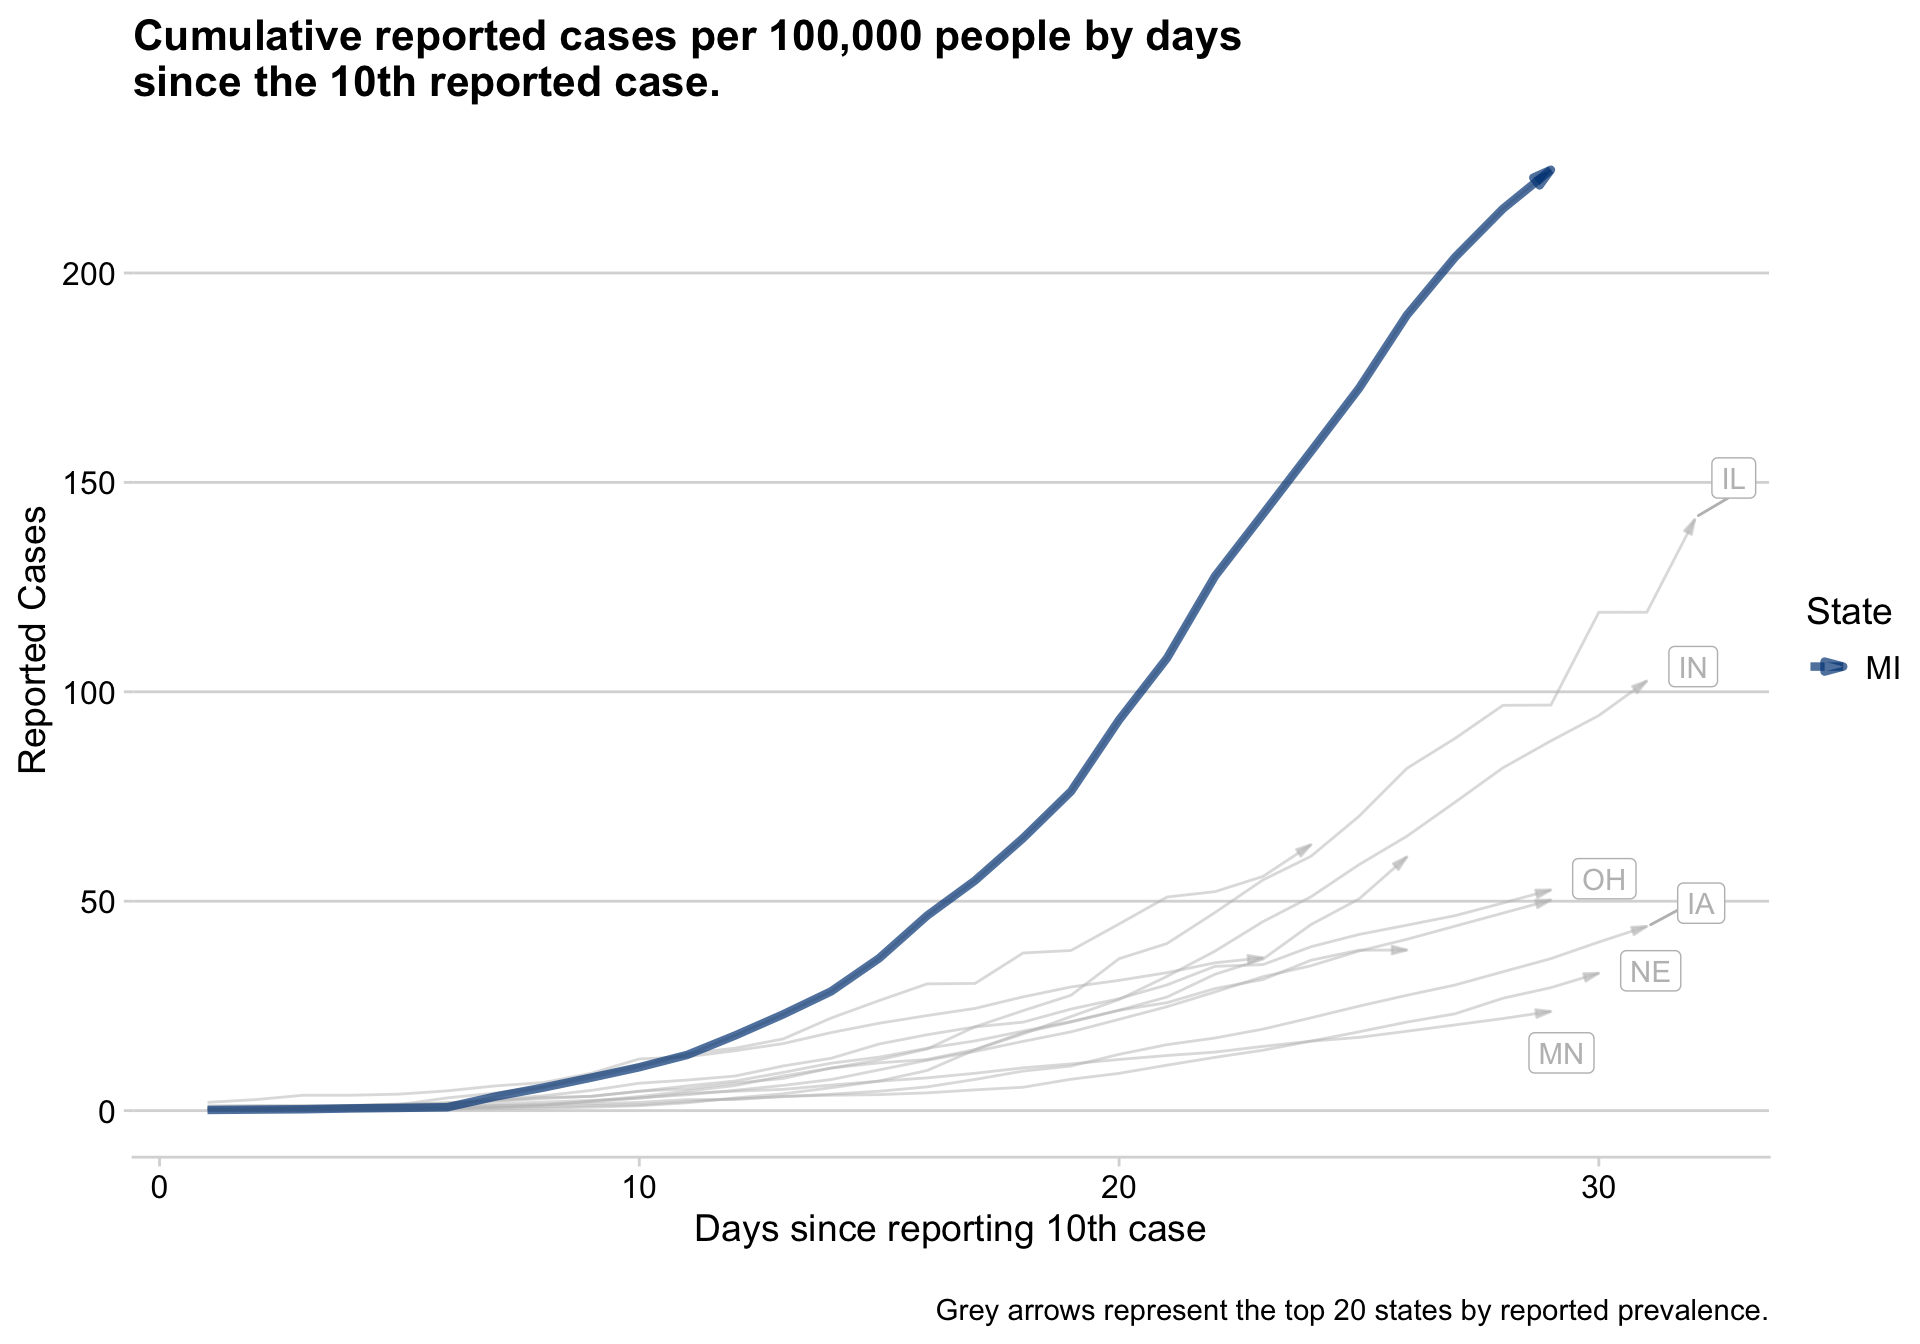 Cumulative reported cases per 100,000 people by days
since the 10th reported case.
200
150
100
50
0
Reported Cases
IL
IN
OH
IA
NE
MN
State
MI
0 10 20 30
Days since reporting 10th case
Grey arrows represent the top 20 states by reported prevalence.